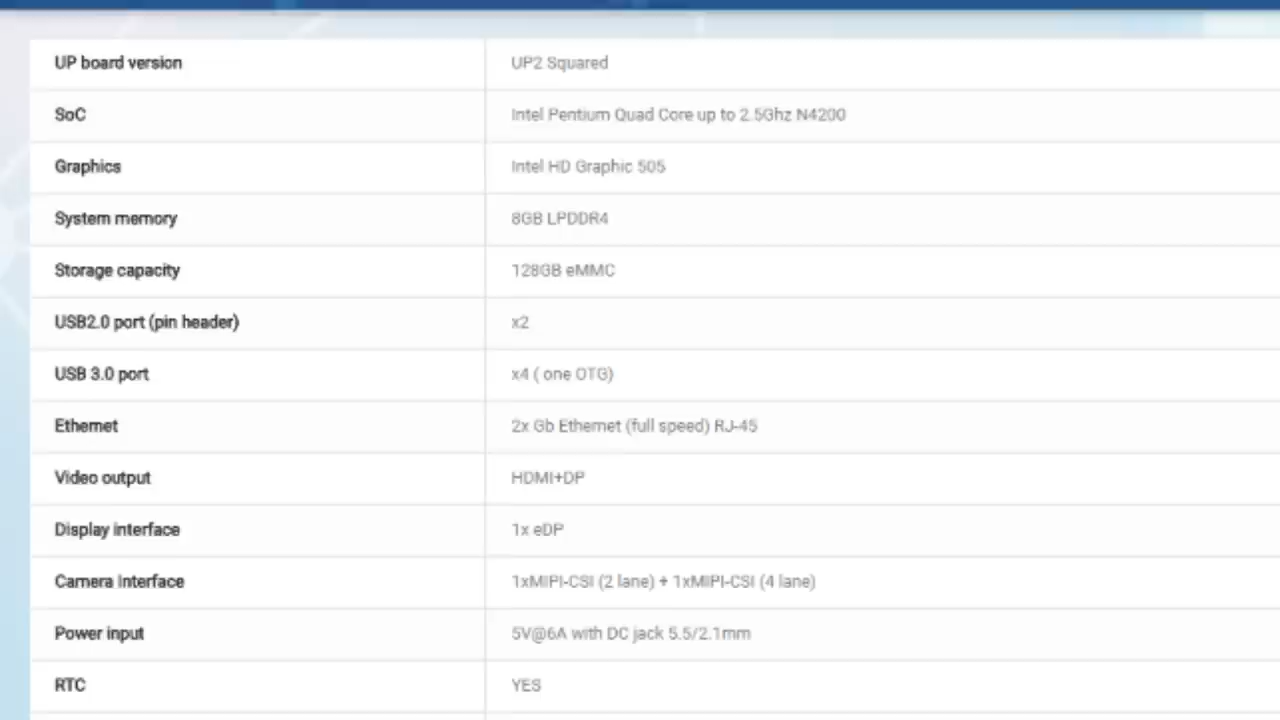 UP board version UP2 Squared
SoC Intel Pentium Quad Core up to 2.5Ghz N4200
Graphics Intel HD Graphic 505
System memory 8GB LPDDR4
Storage capacity 128GB eMMC
USB2.0 port (pin header) x2
USB 3.0 port x4 ( one OTG)
Ethernet 2x Gb Ethernet (full speed) RJ-45
Video output HDMI+DP
Display interface 1x eDP
Camera Interface 1xMIPI-CSI (2 lane) + 1xMIPI-CSI (4 lane)
Power input 5V@6A with DC jack 5.5/2.1mm
RTC YES